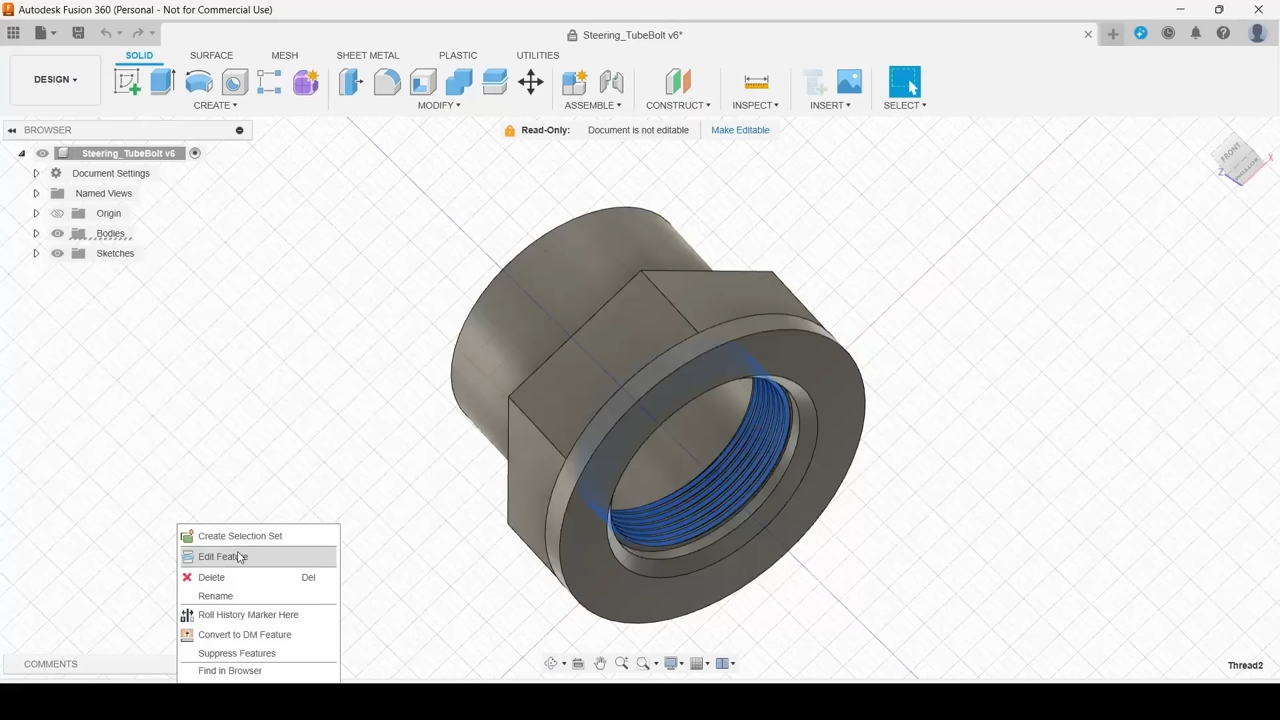 Autodesk Fusion 360 (Personal - Not for Commercial Use)
Steering_TubeBolt v6*
DESIGN
SOLID
SURFACE
MESH
SHEET METAL
PLASTIC
UTILITIES
CREATE
MODIFY
ASSEMBLE
CONSTRUCT
INSPECT
INSERT
SELECT
BROWSER
Read-Only:
Document is not editable
Make Editable
Steering_TubeBolt v6
Document Settings
Named Views
Origin
Bodies
Sketches
FRONT
BOTTOM
Z
X
Create Selection Set
Edit Feature
Delete Del
Rename
Roll History Marker Here
Convert to DM Feature
Suppress Features
Find in Browser
COMMENTS
Thread2